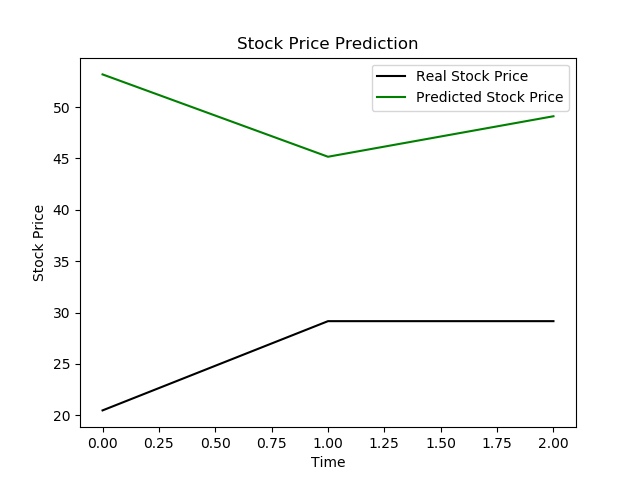 Stock Price Prediction
Real Stock Price
Predicted Stock Price
Stock Price
50
45
40
35
30
25
20
0.00 0.25 0.50 0.75 1.00 1.25 1.50 1.75 2.00
Time